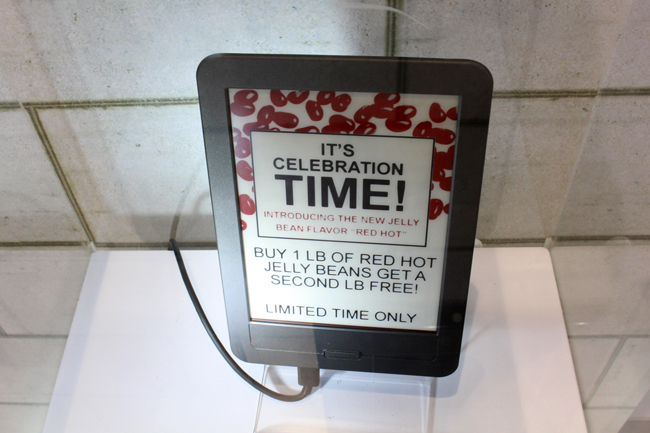 IT'S
CELEBRATION
TIME!
INTRODUCING THE NEW JELLY
BEAN FLAVOR "RED HOT"
BUY 1 LB OF RED HOT
JELLY BEANS GET A
SECOND LB FREE!
LIMITED TIME ONLY